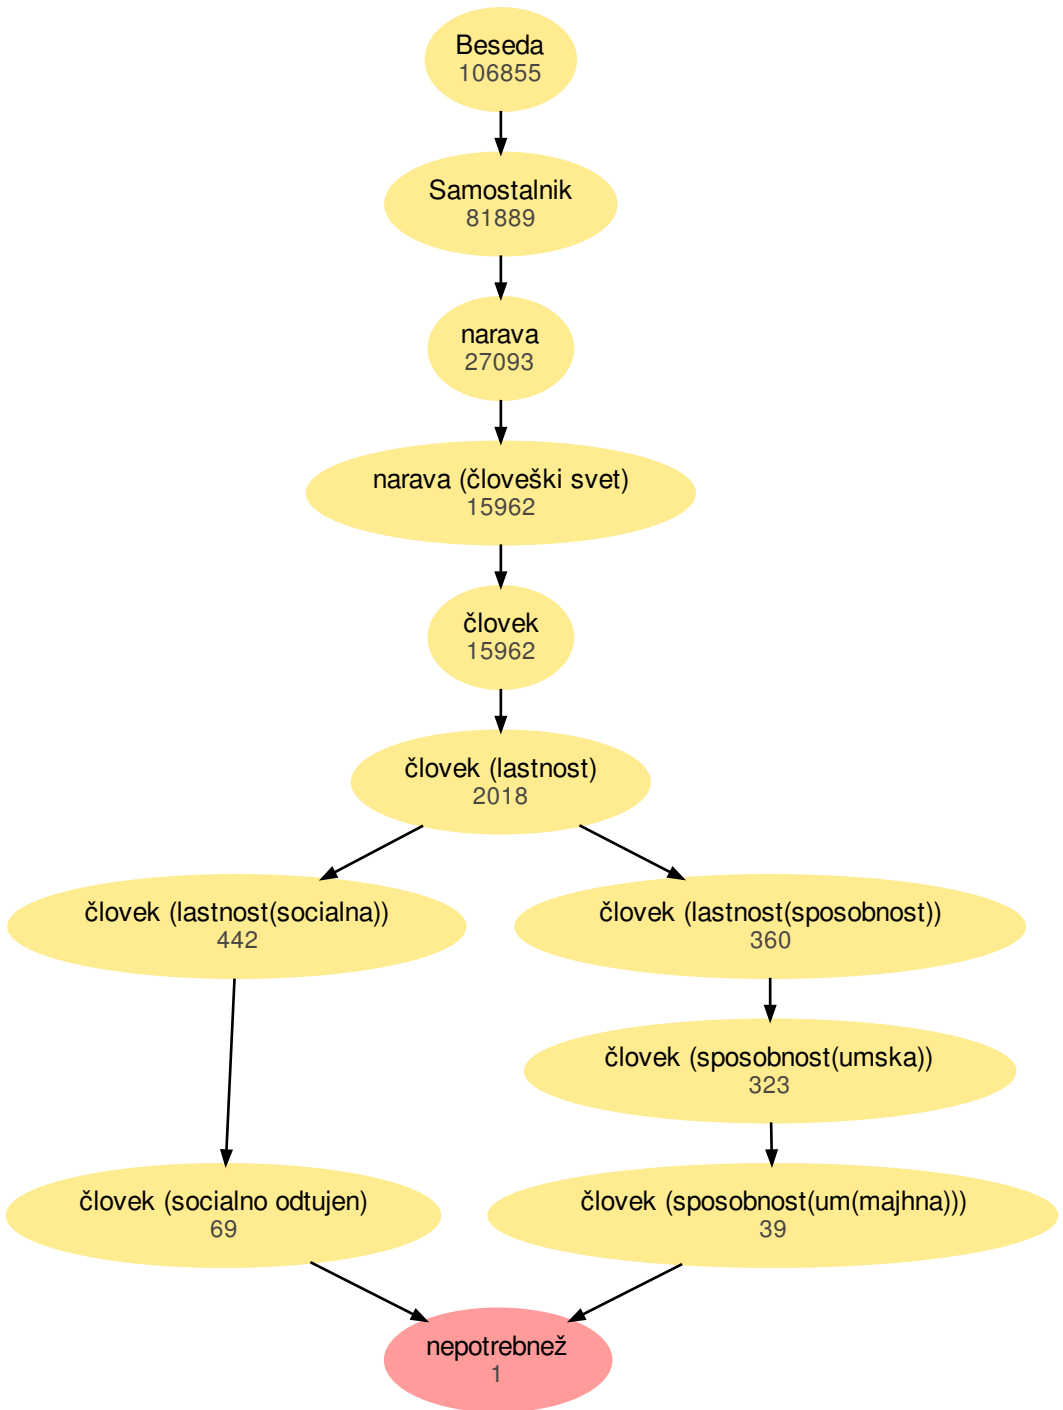 Beseda
106855
Samostalnik
81889
narava
27093
narava (človeški svet)
15962
človek
15962
človek (lastnost)
2018
človek (lastnost(socialna))
442
človek (lastnost(sposobnost))
360
človek (sposobnost(umska))
323
človek (socialno odtujen)
69
človek (sposobnost(um(majhna)))
39
nepotrebnež
1